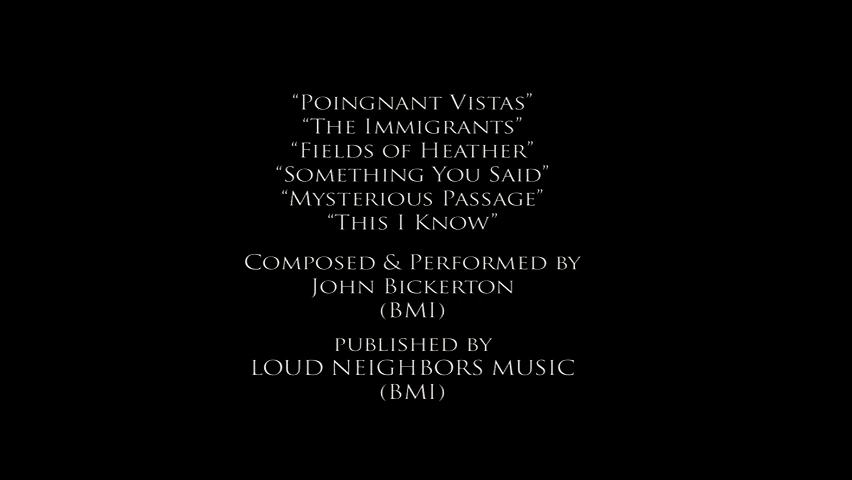 “Poingnant Vistas”
“The Immigrants”
“Fields of Heather”
“Something You Said”
“Mysterious Passage”
“This I Know”
Composed & Performed by
John Bickerton
(BMI)
published by
LOUD NEIGHBORS MUSIC
(BMI)